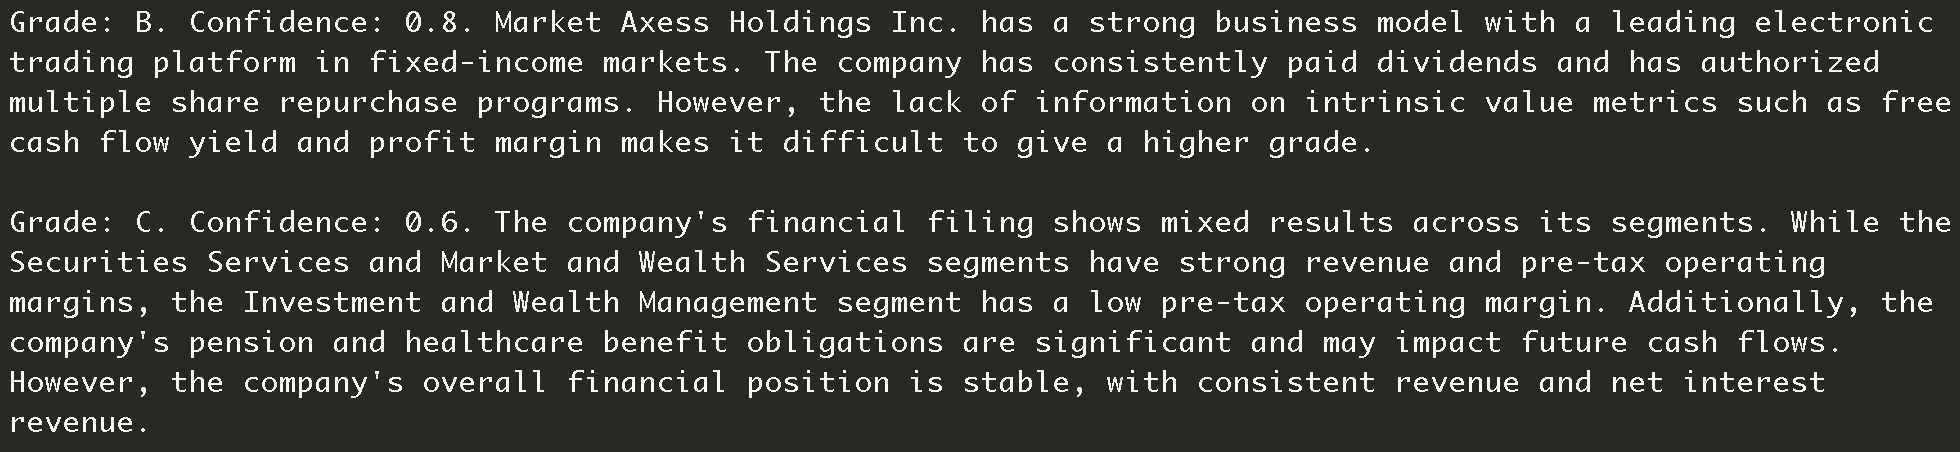 Grade: B. Confidence: 0.8. Market Axess Holdings Inc. has a strong business model with a leading electronic
trading platform in fixed-income markets. The company has consistently paid dividends and has authorized
multiple share repurchase programs. However, the lack of information on intrinsic value metrics such as free
cash flow yield and profit margin makes it difficult to give a higher grade.
Grade: C. Confidence: 0.6. The company's financial filing shows mixed results across its segments. While the
Securities Services and Market and Wealth Services segments have strong revenue and pre-tax operating
margins, the Investment and Wealth Management segment has a low pre-tax operating margin. Additionally, the
company's pension and healthcare benefit obligations are significant and may impact future cash flows.
However, the company's overall financial position is stable, with consistent revenue and net interest
revenue.